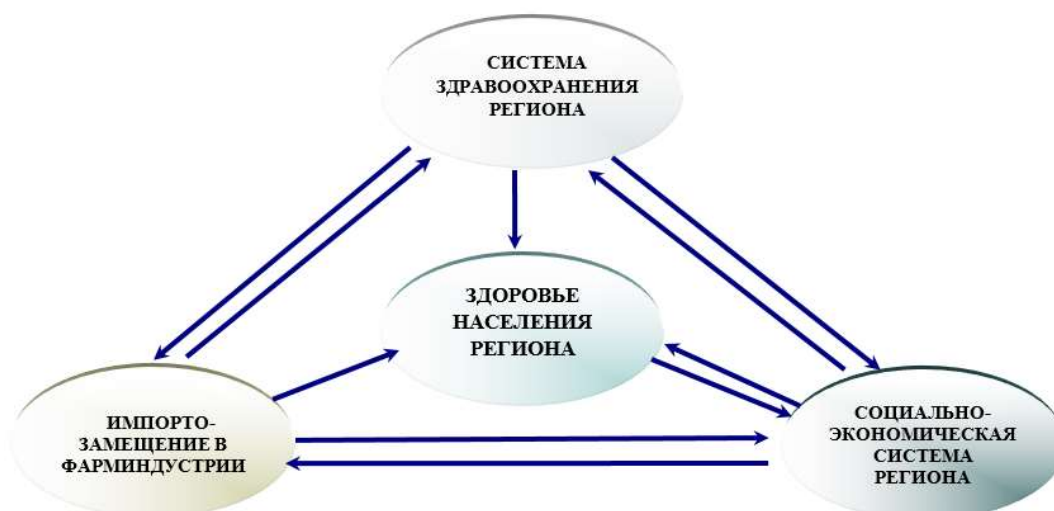 СИСТЕМА
ЗДРАВООХРАНЕНИЯ
РЕГИОНА
ЗДОРОВЬЕ
НАСЕЛЕНИЯ
РЕГИОНА
ИМПОРТО-
ЗАМЕЩЕНИЕ В
ФАРМИНДУСТРИИ
СОЦИАЛЬНО-
ЭКОНОМИЧЕСКАЯ
СИСТЕМА
РЕГИОНА